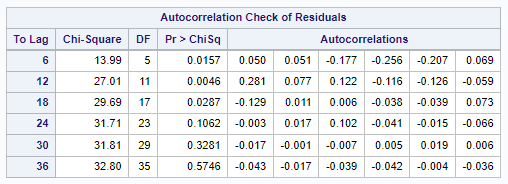 Autocorrelation Check of Residuals
To Lag Chi-Square DF Pr > ChiSq Autocorrelations
6 13.99 5 0.0157 0.050 0.051 -0.177 -0.256 -0.207 0.069
12 27.01 11 0.0046 0.281 0.077 0.122 -0.116 -0.126 -0.059
18 29.69 17 0.0287 -0.129 0.011 0.006 -0.038 -0.039 0.073
24 31.71 23 0.1062 -0.003 0.017 0.102 -0.041 -0.015 -0.066
30 31.81 29 0.3281 -0.017 -0.001 -0.007 0.005 0.019 0.006
36 32.80 35 0.5746 -0.043 -0.017 -0.039 -0.042 -0.004 -0.036